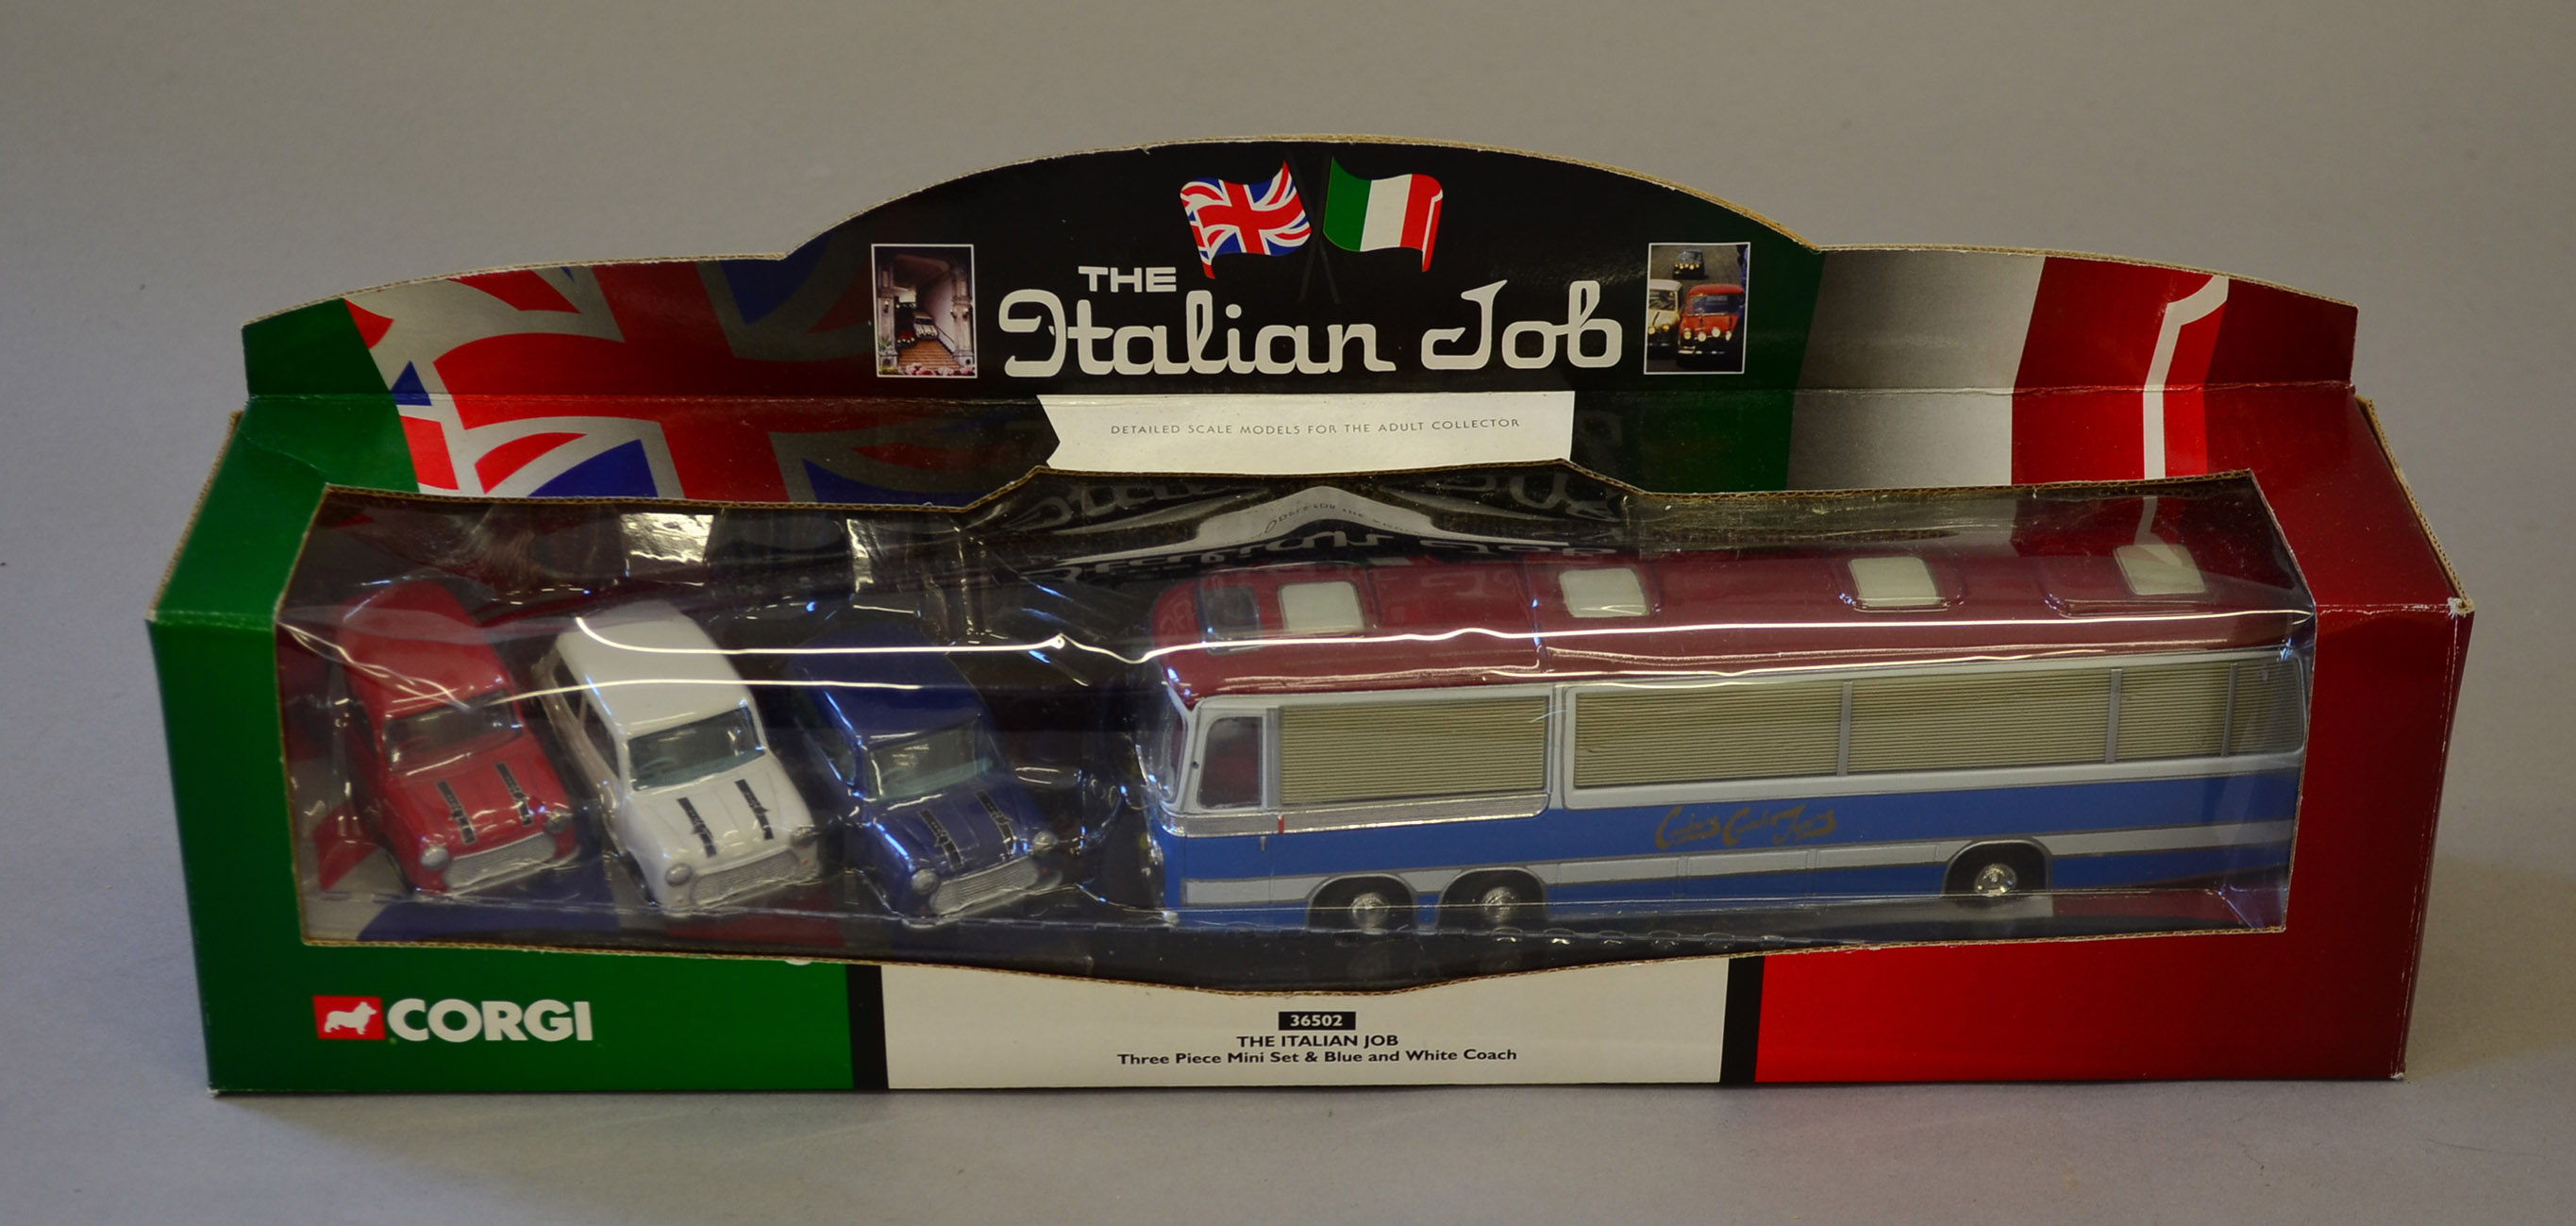 THE
Italian Job
DETAILED SCALE MODELS FOR THE ADULT COLLECTOR
CORGI
36502
THE ITALIAN JOB
Three Piece Mini Set & Blue and White Coach